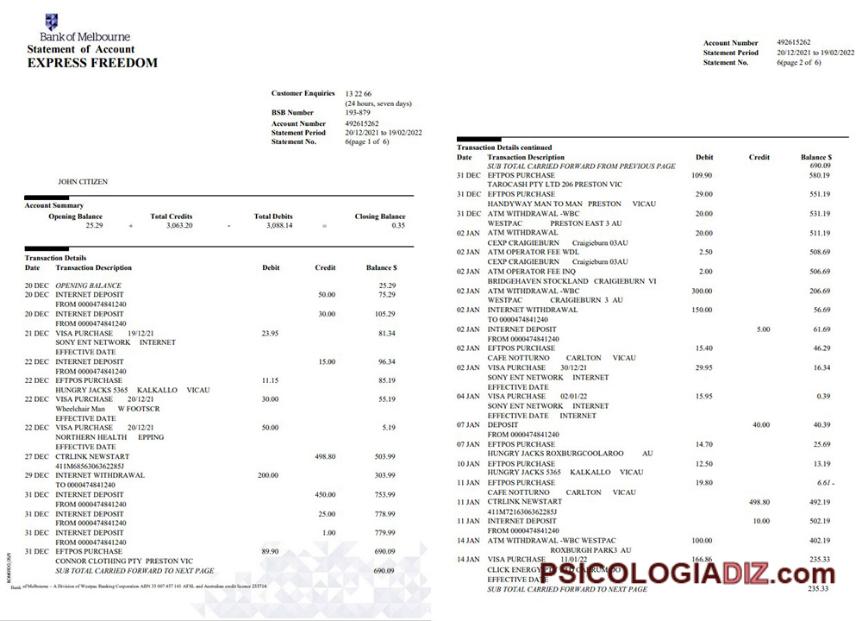 Bank of Melbourne
Statement of Account
EXPRESS FREEDOM
Customer Enquiries 13 22 66
(24 hours, seven days)
BSB Number 193-879
Account Number 492615262
Statement Period 20/12/2021 to 19/02/2022
Statement No. 6(page 1 of 6)
JOHN CITIZEN
Account Summary
Opening Balance Total Credits Total Debits Closing Balance
25.29 + 3,063.20 - 3,088.14 = 0.35
Transaction Details
Date Transaction Description Debit Credit Balance $
20 DEC OPENING BALANCE 25.29
20 DEC INTERNET DEPOSIT 50.00 75.29
FROM 0000474841240
20 DEC INTERNET DEPOSIT 30.00 105.29
FROM 0000474841240
21 DEC VISA PURCHASE 19/12/21 23.95 81.34
SONY ENT NETWORK INTERNET
EFFECTIVE DATE
22 DEC INTERNET DEPOSIT 15.00 96.34
FROM 0000474841240
22 DEC EFTPOS PURCHASE 11.15 85.19
HUNGRY JACKS 5365 KALKALLO VICAU
22 DEC VISA PURCHASE 20/12/21 30.00 55.19
Wheelchair Man W FOOTSCR
EFFECTIVE DATE
22 DEC VISA PURCHASE 20/12/21 50.00 5.19
NORTHERN HEALTH EPPING
EFFECTIVE DATE
27 DEC CTRLINK NEWSTART 498.80 503.99
411M6856306362285J
29 DEC INTERNET WITHDRAWAL 200.00 303.99
TO 0000474841240
31 DEC INTERNET DEPOSIT 450.00 753.99
FROM 0000474841240
31 DEC INTERNET DEPOSIT 25.00 778.99
FROM 0000474841240
31 DEC INTERNET DEPOSIT 1.00 779.99
FROM 0000474841240
31 DEC EFTPOS PURCHASE 89.90 690.09
CONNOR CLOTHING PTY PRESTON VIC
SUB TOTAL CARRIED FORWARD TO NEXT PAGE 690.09
Bank of Melbourne - A Division of Westpac Banking Corporation ABN 33 007 457 141 AFSL and Australian credit licence 233714
Account Number 492615262
Statement Period 20/12/2021 to 19/02/2022
Statement No. 6(page 2 of 6)
Transaction Details continued
Date Transaction Description Debit Credit Balance $
SUB TOTAL CARRIED FORWARD FROM PREVIOUS PAGE 690.09
31 DEC EFTPOS PURCHASE 109.90 580.19
TAROCASH PTY LTD 206 PRESTON VIC
31 DEC EFTPOS PURCHASE 29.00 551.19
HANDYWAY MAN TO MAN PRESTON VICAU
31 DEC ATM WITHDRAWAL -WBC 20.00 531.19
WESTPAC PRESTON EAST 3 AU
02 JAN ATM WITHDRAWAL 20.00 511.19
CEXP CRAIGIEBURN Craigieburn 03AU
02 JAN ATM OPERATOR FEE WDL 2.50 508.69
CEXP CRAIGIEBURN Craigieburn 03AU
02 JAN ATM OPERATOR FEE INQ 2.00 506.69
BRIDGEHAVEN STOCKLAND CRAIGIEBURN VI
02 JAN ATM WITHDRAWAL -WBC 300.00 206.69
WESTPAC CRAIGIEBURN 3 AU
02 JAN INTERNET WITHDRAWAL 150.00 56.69
TO 0000474841240
02 JAN INTERNET DEPOSIT 5.00 61.69
FROM 0000474841240
02 JAN EFTPOS PURCHASE 15.40 46.29
CAFE NOTTURNO CARLTON VICAU
02 JAN VISA PURCHASE 30/12/21 29.95 16.34
SONY ENT NETWORK INTERNET
EFFECTIVE DATE
04 JAN VISA PURCHASE 02/01/22 15.95 0.39
SONY ENT NETWORK INTERNET
EFFECTIVE DATE INTERNET
07 JAN DEPOSIT 40.00 40.39
FROM 0000474841240
07 JAN EFTPOS PURCHASE 14.70 25.69
HUNGRY JACKS ROXBURGCOOLAROO AU
10 JAN EFTPOS PURCHASE 12.50 13.19
HUNGRY JACKS 5365 KALKALLO VICAU
11 JAN EFTPOS PURCHASE 19.80 6.61 -
CAFE NOTTURNO CARLTON VICAU
11 JAN CTRLINK NEWSTART 498.80 492.19
411M7216306362285J
11 JAN INTERNET DEPOSIT 10.00 502.19
FROM 0000474841240
14 JAN ATM WITHDRAWAL -WBC WESTPAC 100.00 402.19
ROXBURGH PARK3 AU
14 JAN VISA PURCHASE 11/01/22 166.86 235.33
CLICK ENERGY
EFFECTIVE DATE
SUB TOTAL CARRIED FORWARD TO NEXT PAGE 235.33
PSICOLOGIADIZ.com